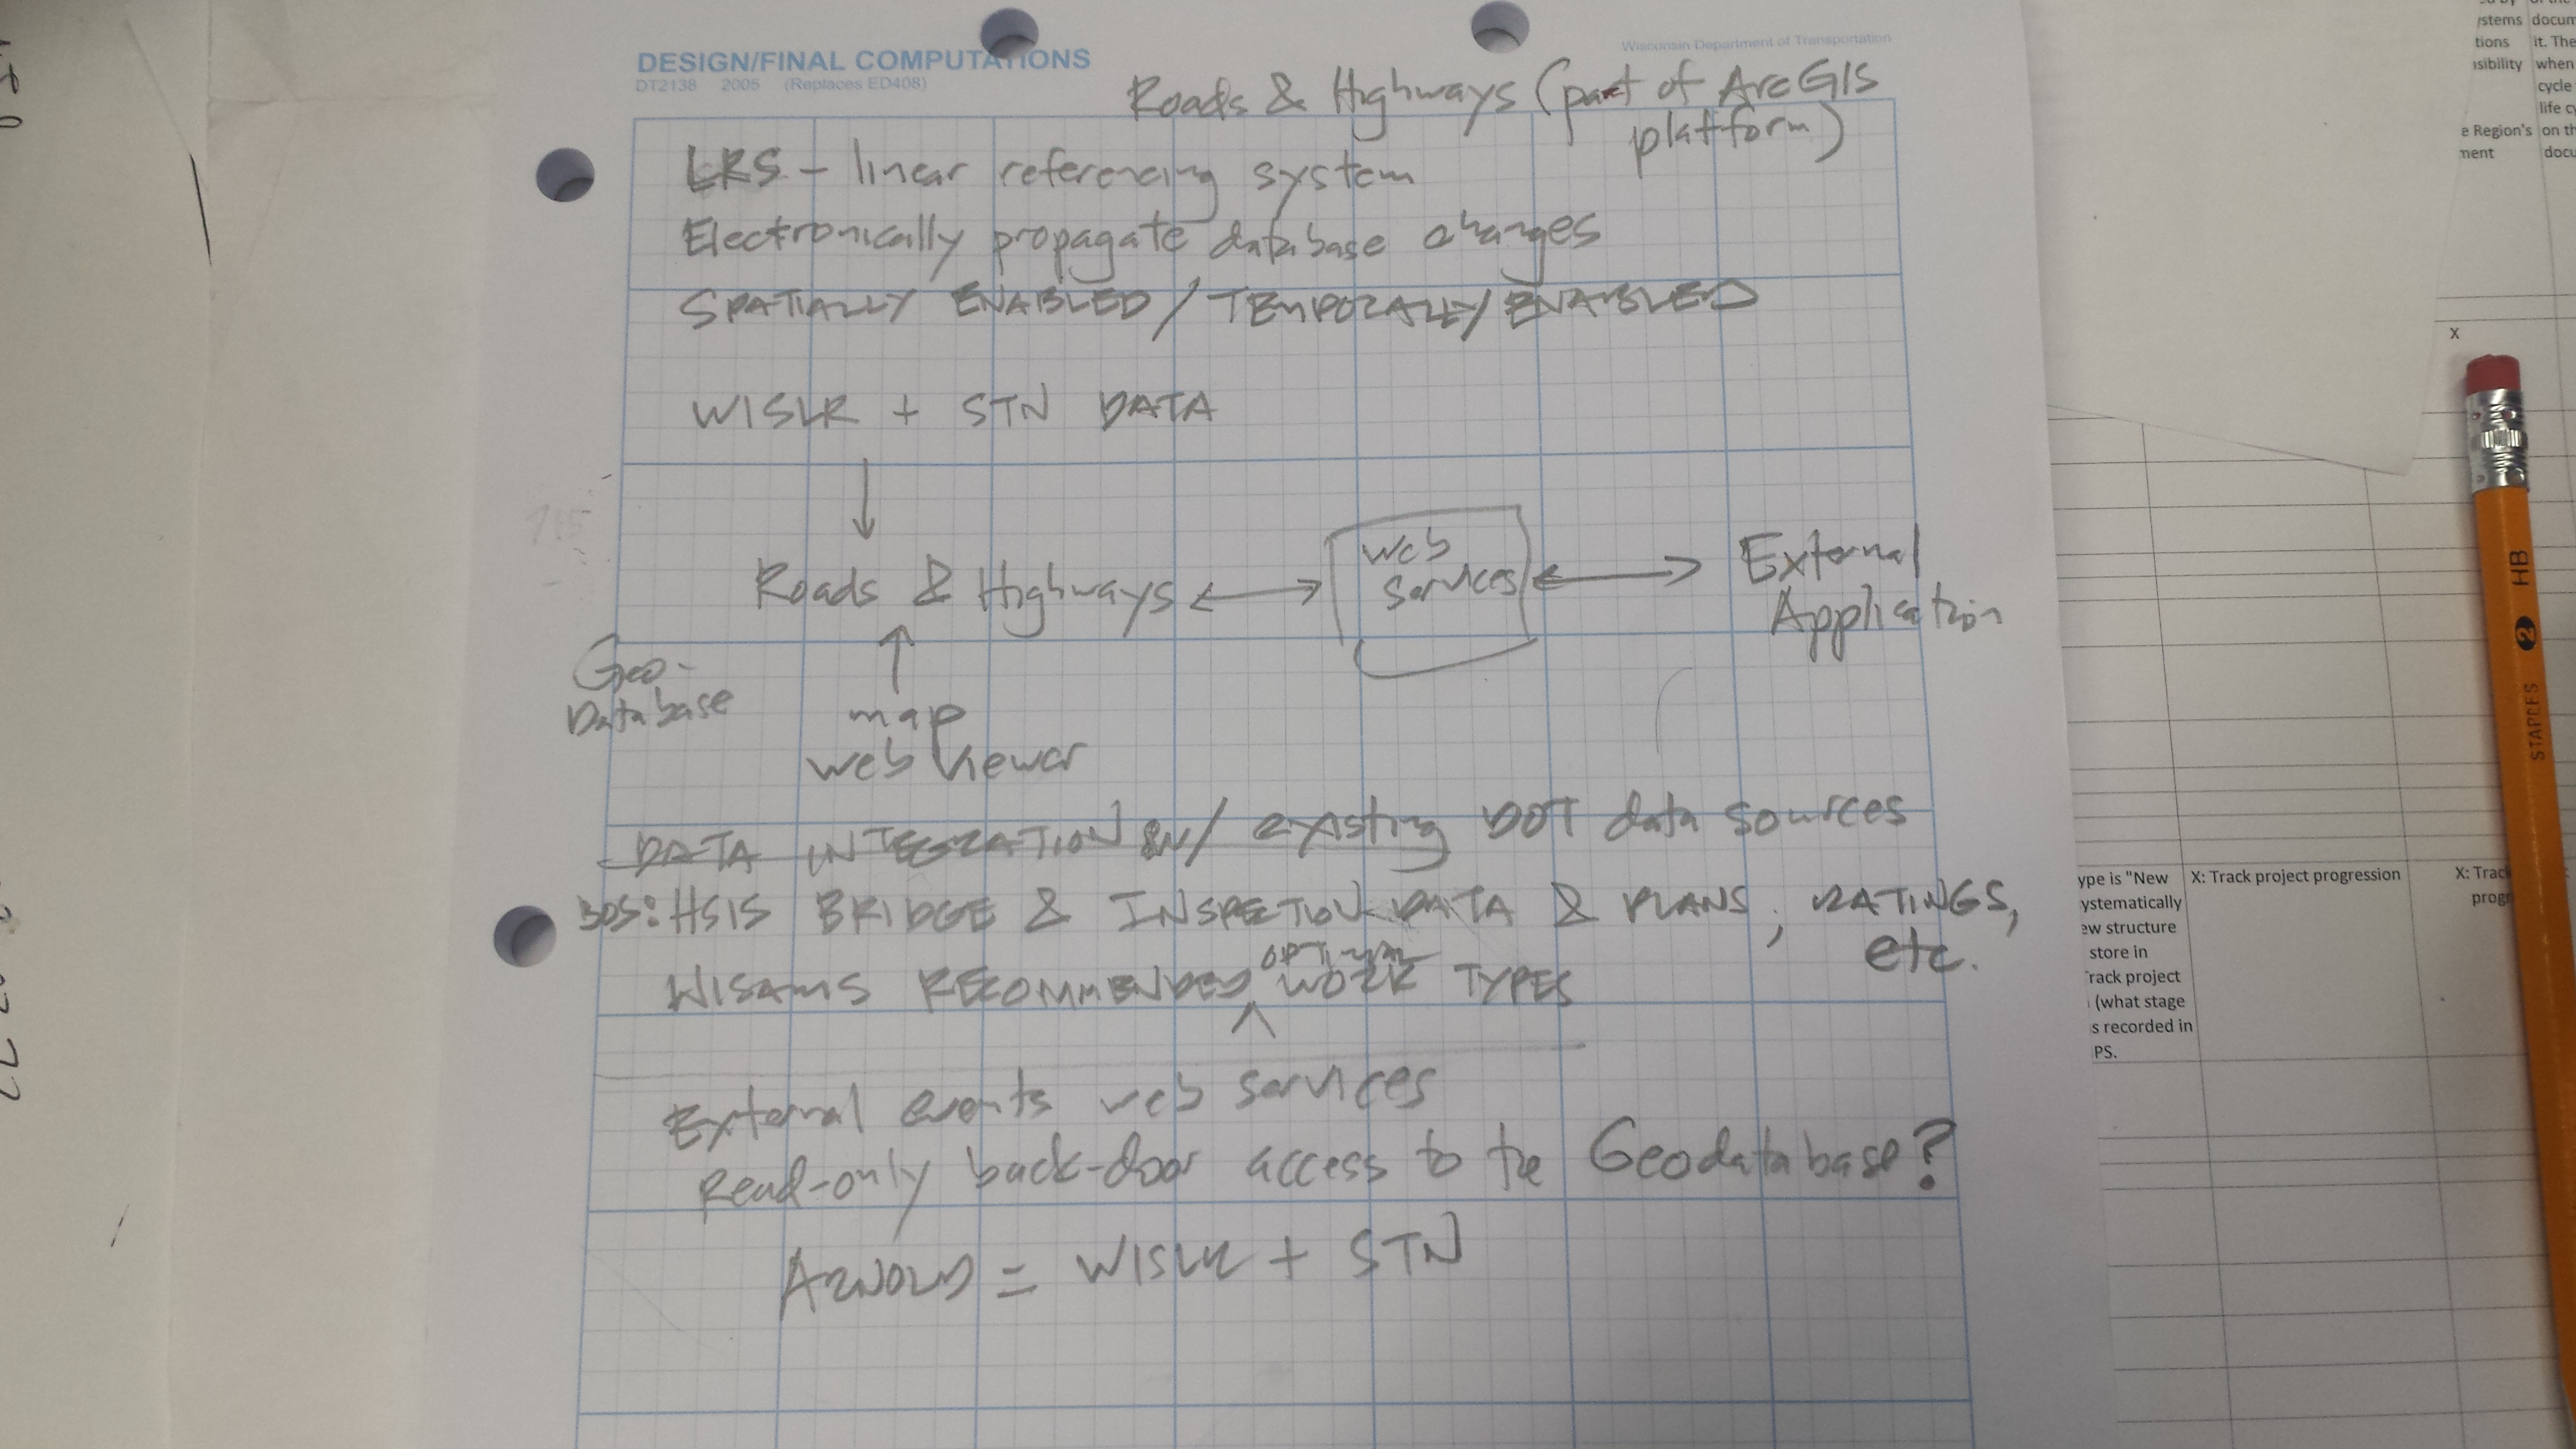 DESIGN/FINAL COMPUTATIONS
Wisconsin Department of Transportation
DT2138 2005 (Replaces ED408)
Roads & Highways (part of ArcGIS
platform)
LRS - linear referencing system
Electronically propagate database changes
SPATIALLY ENABLED / TEMPORALLY ENABLED
WISLR + STN DATA
Roads & Highways
Web
Services
External
Application
Geo-
Database
map
web viewer
DATA INTEGRATION w/ existing DOT data sources
BOS: HSIS BRIDGE & INSPECTION DATA & PLANS, RATINGS,
etc.
OPTIMAL
WISAMS RECOMMENDED WORK TYPES
External events web services
Read-only back-door access to the Geodatabase?
ARNOLD = WISLR + STN
ystems
docum
tions
it. The
sibility
when
cycle
life cy
e Region's
on th
ment
docu
X
ype is "New
ystematically
ew structure
store in
Track project
(what stage
s recorded in
PS.
X: Track project progression
X: Track
progr
STAPLES 2 HB